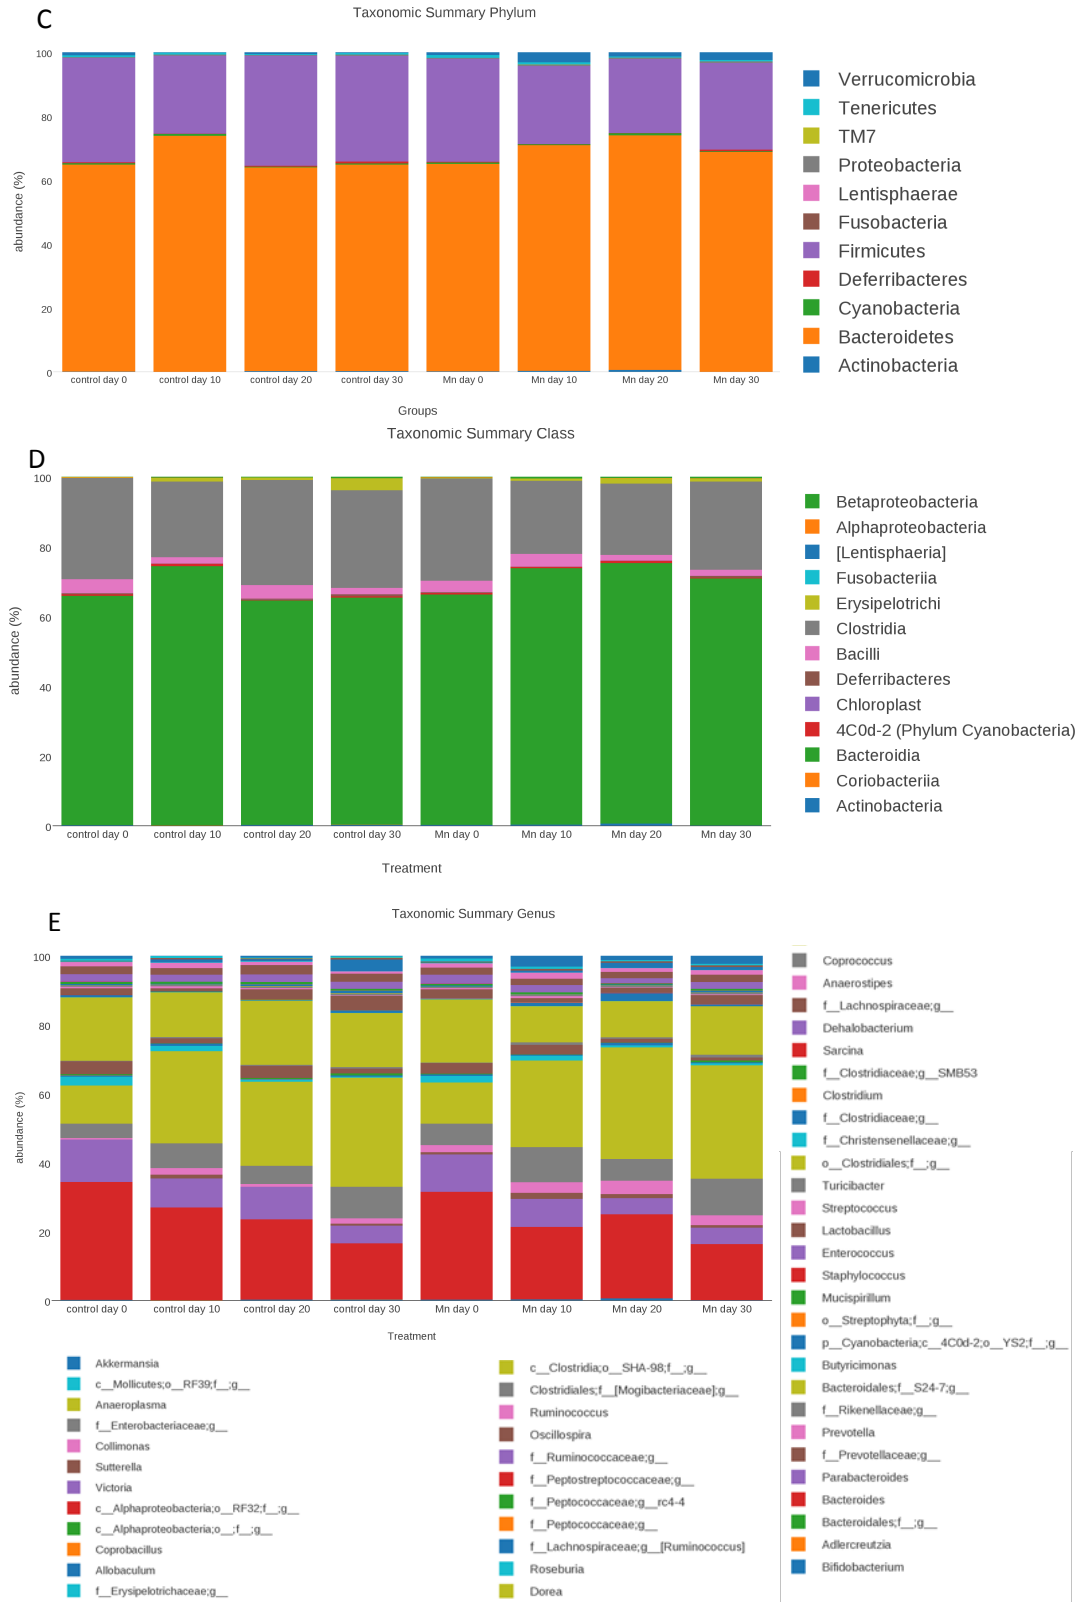 C
Taxonomic Summary Phylum
100
80
60
40
20
0
abundance (%)
control day 0
control day 10
control day 20
control day 30
Mn day 0
Mn day 10
Mn day 20
Mn day 30
Groups
Verrucomicrobia
Tenericutes
TM7
Proteobacteria
Lentisphaerae
Fusobacteria
Firmicutes
Deferribacteres
Cyanobacteria
Bacteroidetes
Actinobacteria
D
Taxonomic Summary Class
100
80
60
40
20
0
abundance (%)
control day 0
control day 10
control day 20
control day 30
Mn day 0
Mn day 10
Mn day 20
Mn day 30
Treatment
Betaproteobacteria
Alphaproteobacteria
[Lentisphaeria]
Fusobacteriia
Erysipelotrichi
Clostridia
Bacilli
Deferribacteres
Chloroplast
4C0d-2 (Phylum Cyanobacteria)
Bacteroidia
Coriobacteriia
Actinobacteria
E
Taxonomic Summary Genus
100
80
60
40
20
0
abundance (%)
control day 0
control day 10
control day 20
control day 30
Mn day 0
Mn day 10
Mn day 20
Mn day 30
Treatment
Coprococcus
Anaerostipes
f__Lachnospiraceae;g__
Dehalobacterium
Sarcina
f__Clostridiaceae;g__SMB53
Clostridium
f__Clostridiaceae;g__
f__Christensenellaceae;g__
o__Clostridiales;f__;g__
Turicibacter
Streptococcus
Lactobacillus
Enterococcus
Staphylococcus
Mucispirillum
o__Streptophyta;f__;g__
p__Cyanobacteria;c__4C0d-2;o__YS2;f__;g__
Butyricimonas
Bacteroidales;f__S24-7;g__
f__Rikenellaceae;g__
Prevotella
f__Prevotellaceae;g__
Parabacteroides
Bacteroides
Bacteroidales;f__;g__
Adlercreutzia
Bifidobacterium
Akkermansia
c__Mollicutes;o__RF39;f__;g__
Anaeroplasma
f__Enterobacteriaceae;g__
Collimonas
Sutterella
Victoria
c__Alphaproteobacteria;o__RF32;f__;g__
c__Alphaproteobacteria;o__;f__;g__
Coprobacillus
Allobaculum
f__Erysipelotrichaceae;g__
c__Clostridia;o__SHA-98;f__;g__
Clostridiales;f__[Mogibacteriaceae];g__
Ruminococcus
Oscillospira
f__Ruminococcaceae;g__
f__Peptostreptococcaceae;g__
f__Peptococcaceae;g__rc4-4
f__Peptococcaceae;g__
f__Lachnospiraceae;g__[Ruminococcus]
Roseburia
Dorea